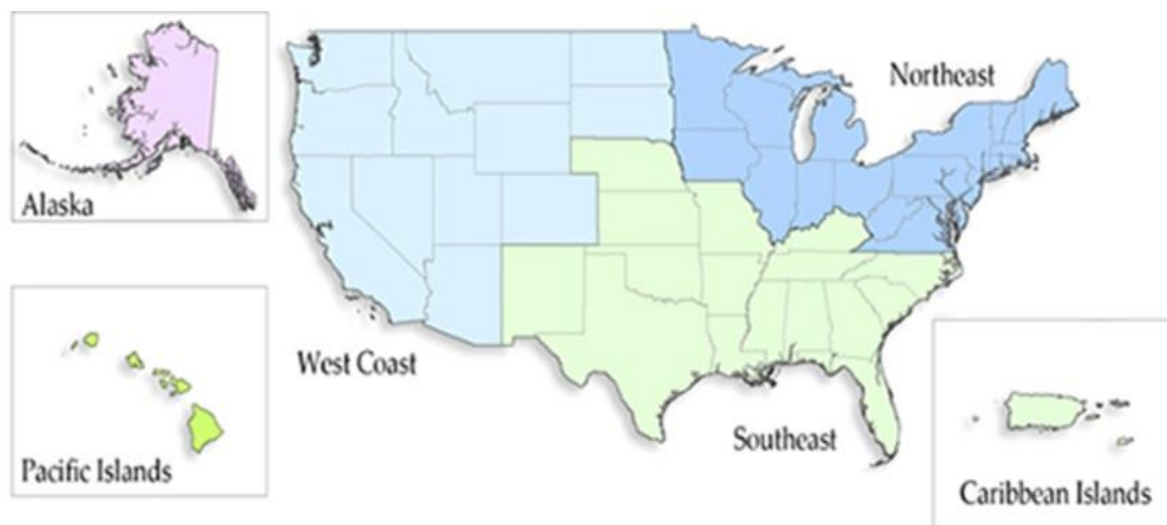 Northeast
Alaska
West Coast
Southeast
Pacific Islands
Caribbean Islands